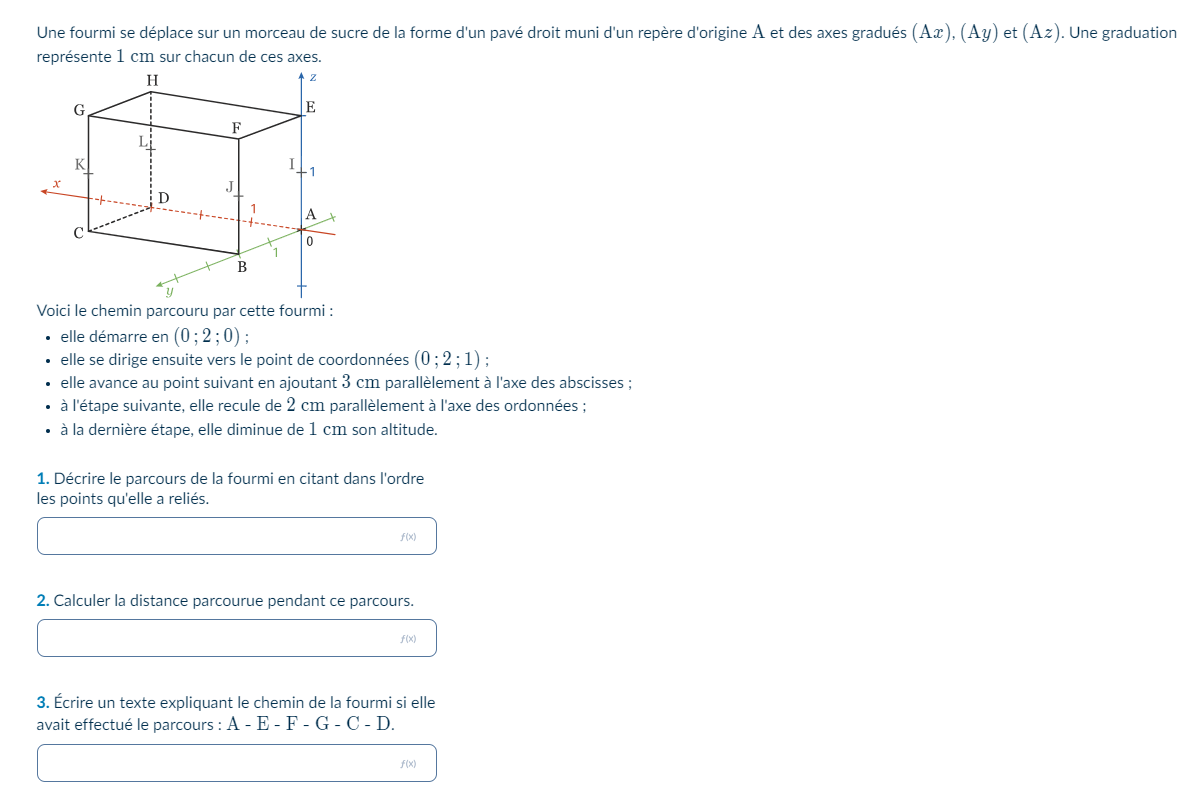 Une fourmi se déplace sur un morceau de sucre de la forme d'un pavé droit muni d'un repère d'origine A et des axes gradués (Ax), (Ay) et (Az). Une graduation
représente 1 cm sur chacun de ces axes.
H
z
G
E
F
L
K
I
1
x
J
D
1
A
C
0
1
B
y
Voici le chemin parcouru par cette fourmi :
• elle démarre en (0 ; 2 ; 0) ;
• elle se dirige ensuite vers le point de coordonnées (0 ; 2 ; 1) ;
• elle avance au point suivant en ajoutant 3 cm parallèlement à l'axe des abscisses ;
• à l'étape suivante, elle recule de 2 cm parallèlement à l'axe des ordonnées ;
• à la dernière étape, elle diminue de 1 cm son altitude.
1. Décrire le parcours de la fourmi en citant dans l'ordre
les points qu'elle a reliés.
f(x)
2. Calculer la distance parcourue pendant ce parcours.
f(x)
3. Écrire un texte expliquant le chemin de la fourmi si elle
avait effectué le parcours : A - E - F - G - C - D.
f(x)